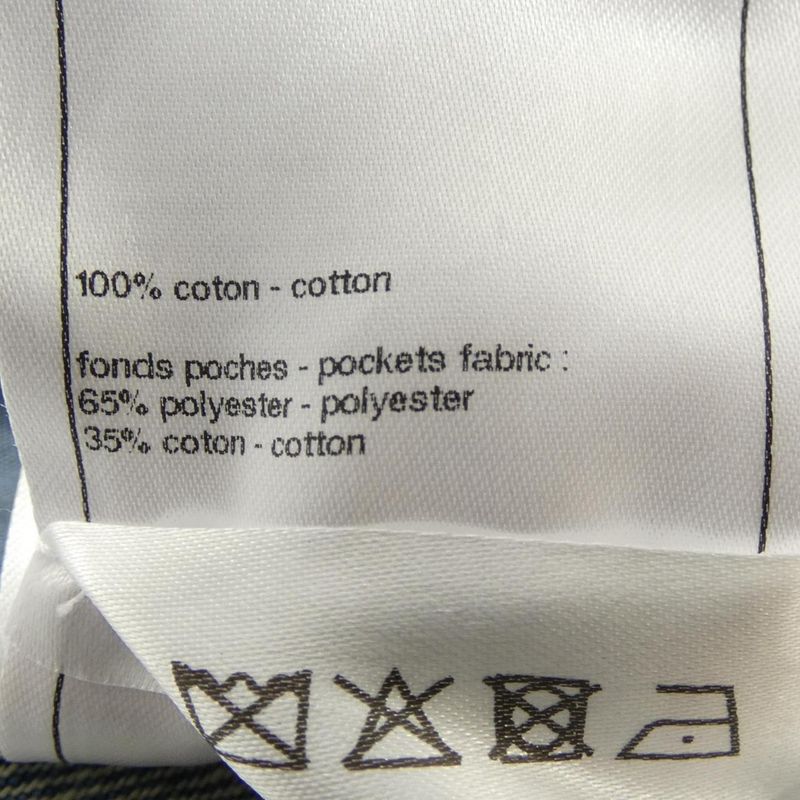 100% coton - cotton
fonds poches - pockets fabric :
65% polyester - polyester
35% coton - cotton